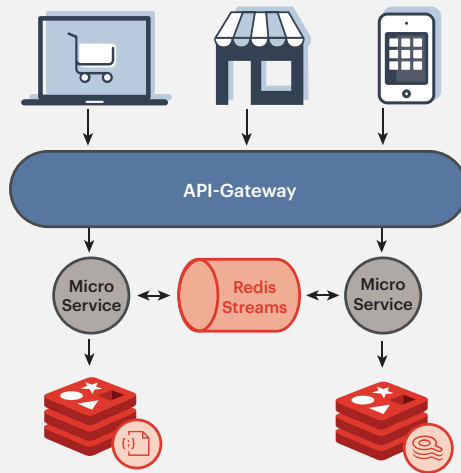 API-Gateway
Micro
Service
Redis
Streams
Micro
Service
{;}